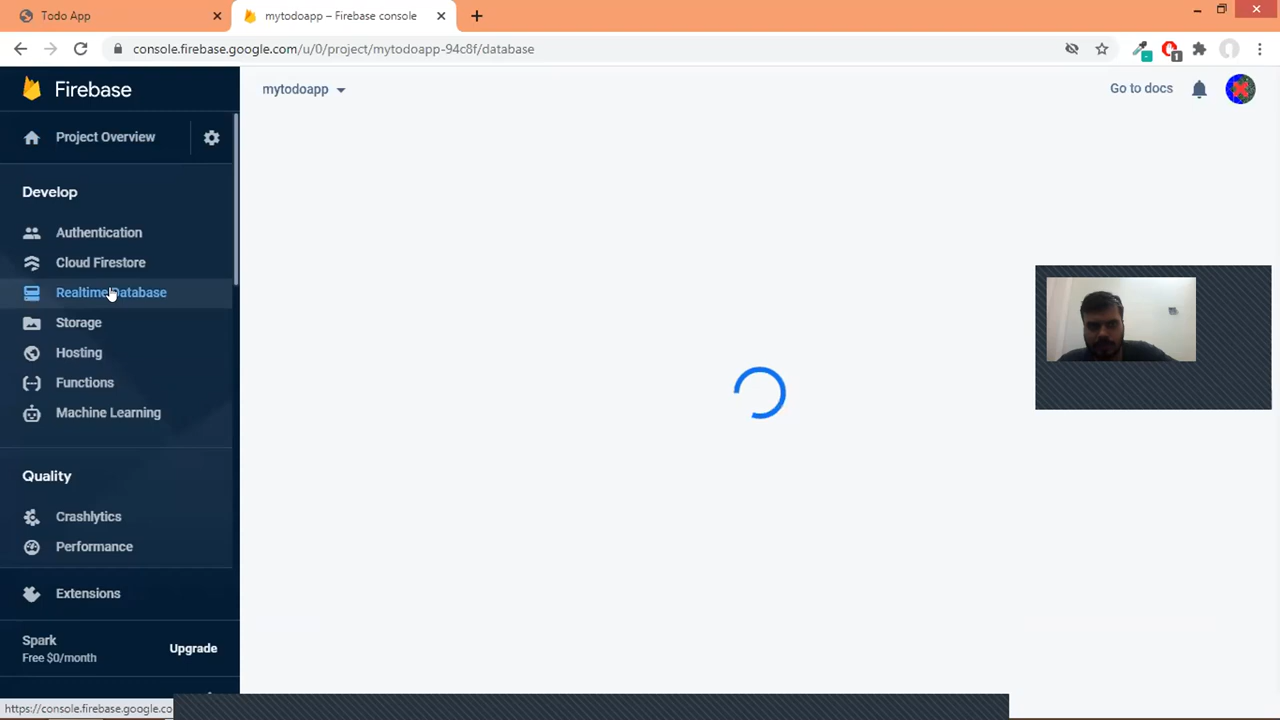 Todo App
mytodoapp – Firebase console
console.firebase.google.com/u/0/project/mytodoapp-94c8f/database
1
Firebase
mytodoapp
Go to docs
Project Overview
Develop
Authentication
Cloud Firestore
Realtime Database
Storage
Hosting
Functions
Machine Learning
Quality
Crashlytics
Performance
Extensions
Spark
Free $0/month
Upgrade
https://console.firebase.google.co